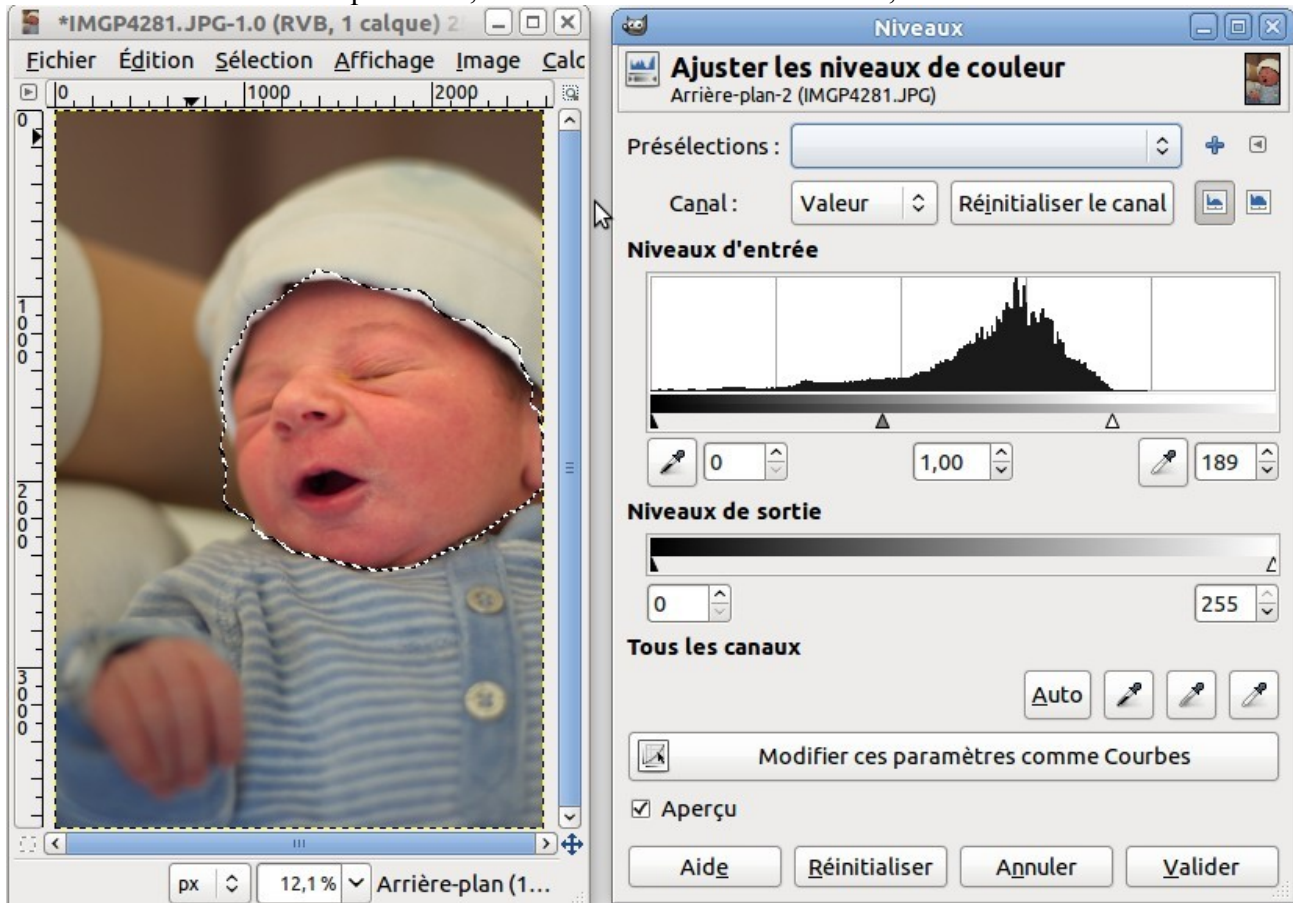 *IMGP4281.JPG-1.0 (RVB, 1 calque) 2
Fichier Édition Sélection Affichage Image Calc
0 1000 2000
0
1000
2000
3000
px 12,1 % Arrière-plan (1...
Niveaux
Ajuster les niveaux de couleur
Arrière-plan-2 (IMGP4281.JPG)
Présélections :
Canal : Valeur Réinitialiser le canal
Niveaux d'entrée
0 1,00 189
Niveaux de sortie
0 255
Tous les canaux
Auto
Modifier ces paramètres comme Courbes
Aperçu
Aide Réinitialiser Annuler Valider